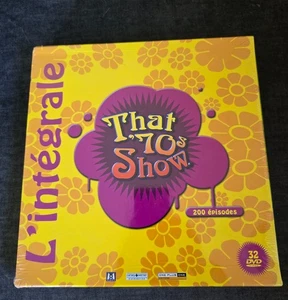 L'intégrale
That
'70s
Show
200 épisodes
32
DVD